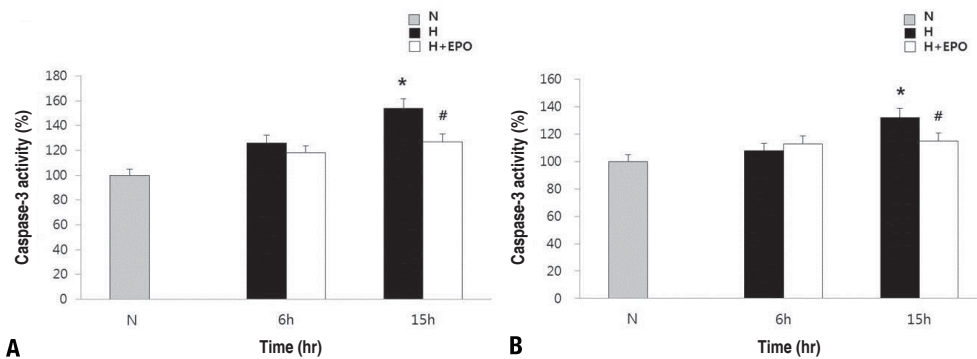 N
H
H+EPO
Caspase-3 activity (%)
180
160
140
120
100
80
60
40
20
0
*
#
N
6h
15h
Time (hr)
A
N
H
H+EPO
Caspase-3 activity (%)
160
140
120
100
80
60
40
20
0
*
#
N
6h
15h
Time (hr)
B